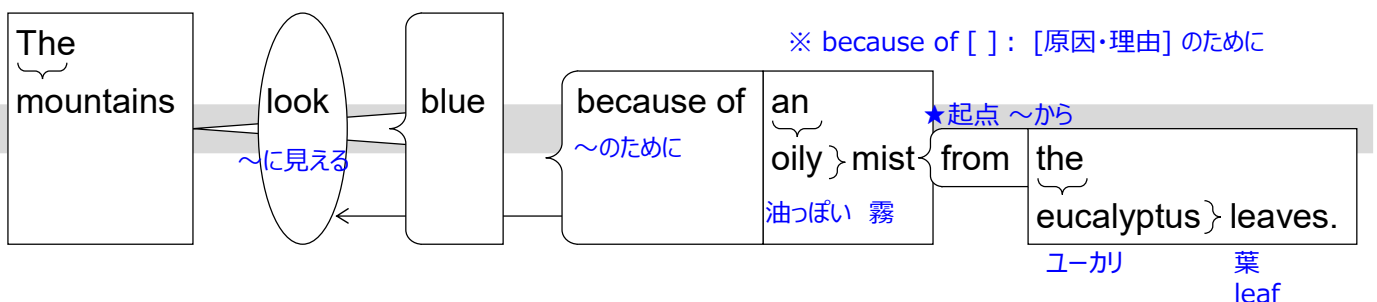 The
※ because of [ ] : [原因・理由] のために
mountains look blue because of an
★起点 ～から
～に見える ～のために
oily mist from the
油っぽい 霧
eucalyptus leaves.
ユーカリ 葉
leaf